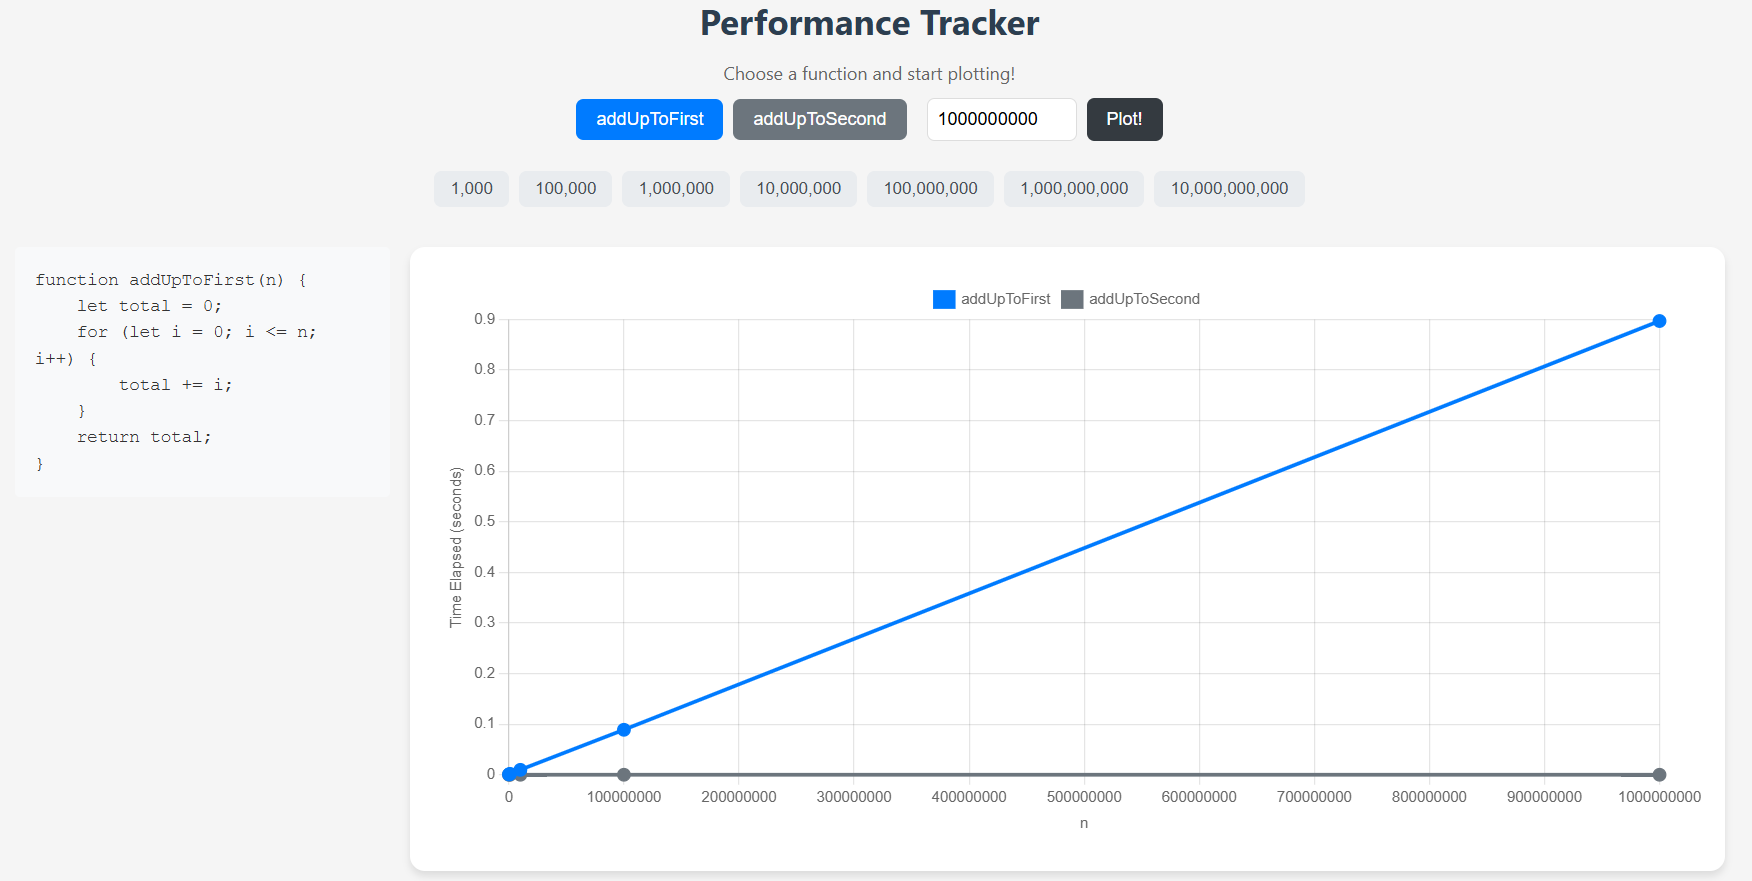 Performance Tracker
Choose a function and start plotting!
addUpToFirst addUpToSecond 1000000000 Plot!
1,000 100,000 1,000,000 10,000,000 100,000,000 1,000,000,000 10,000,000,000
function addUpToFirst(n) {
    let total = 0;
    for (let i = 0; i <= n;
i++) {
        total += i;
    }
    return total;
}
addUpToFirst addUpToSecond
0.9
0.8
0.7
0.6
0.5
0.4
0.3
0.2
0.1
0
Time Elapsed (seconds)
0 100000000 200000000 300000000 400000000 500000000 600000000 700000000 800000000 900000000 1000000000
n